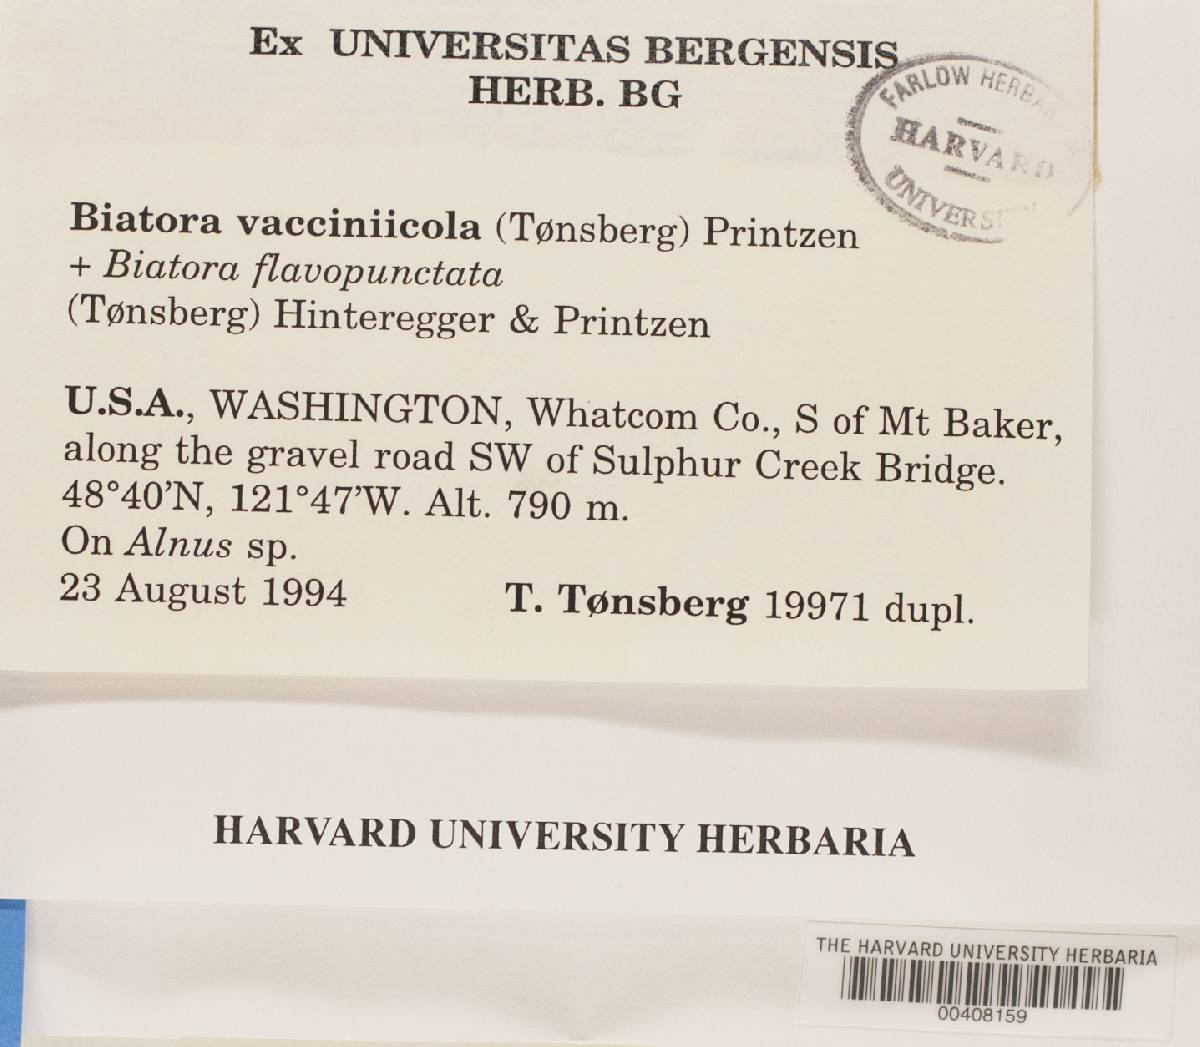 Ex UNIVERSITAS BERGENSIS
HERB. BG
FARLOW
HARVARD
Biatora vacciniicola (Tønsberg) Printzen
+ Biatora flavopunctata
(Tønsberg) Hinteregger & Printzen
U.S.A., WASHINGTON, Whatcom Co., S of Mt Baker,
along the gravel road SW of Sulphur Creek Bridge.
48°40’N, 121°47’W. Alt. 790 m.
On Alnus sp.
23 August 1994 T. Tønsberg 19971 dupl.
HARVARD UNIVERSITY HERBARIA
THE HARVARD UNIVERSITY HERBARIA
00408159